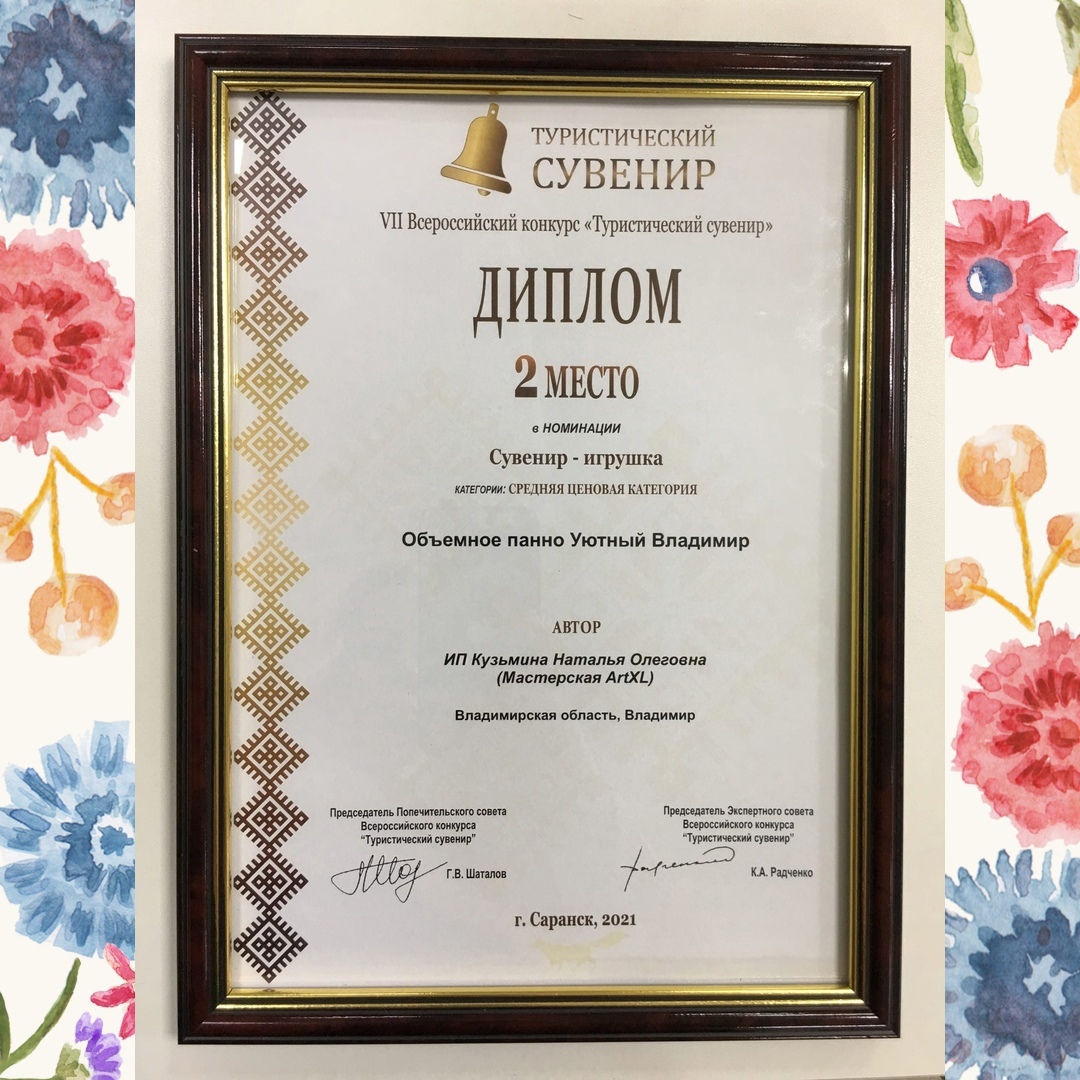 ТУРИСТИЧЕСКИЙ
СУВЕНИР
VII Всероссийский конкурс «Туристический сувенир»
ДИПЛОМ
2 МЕСТО
в НОМИНАЦИИ
Сувенир - игрушка
КАТЕГОРИИ: СРЕДНЯЯ ЦЕНОВАЯ КАТЕГОРИЯ
Объемное панно Уютный Владимир
АВТОР
ИП Кузьмина Наталья Олеговна
(Мастерская ArtXL)
Владимирская область, Владимир
Председатель Попечительского совета
Всероссийского конкурса
“Туристический сувенир”
Г.В. Шаталов
Председатель Экспертного совета
Всероссийского конкурса
“Туристический сувенир”
К.А. Радченко
г. Саранск, 2021